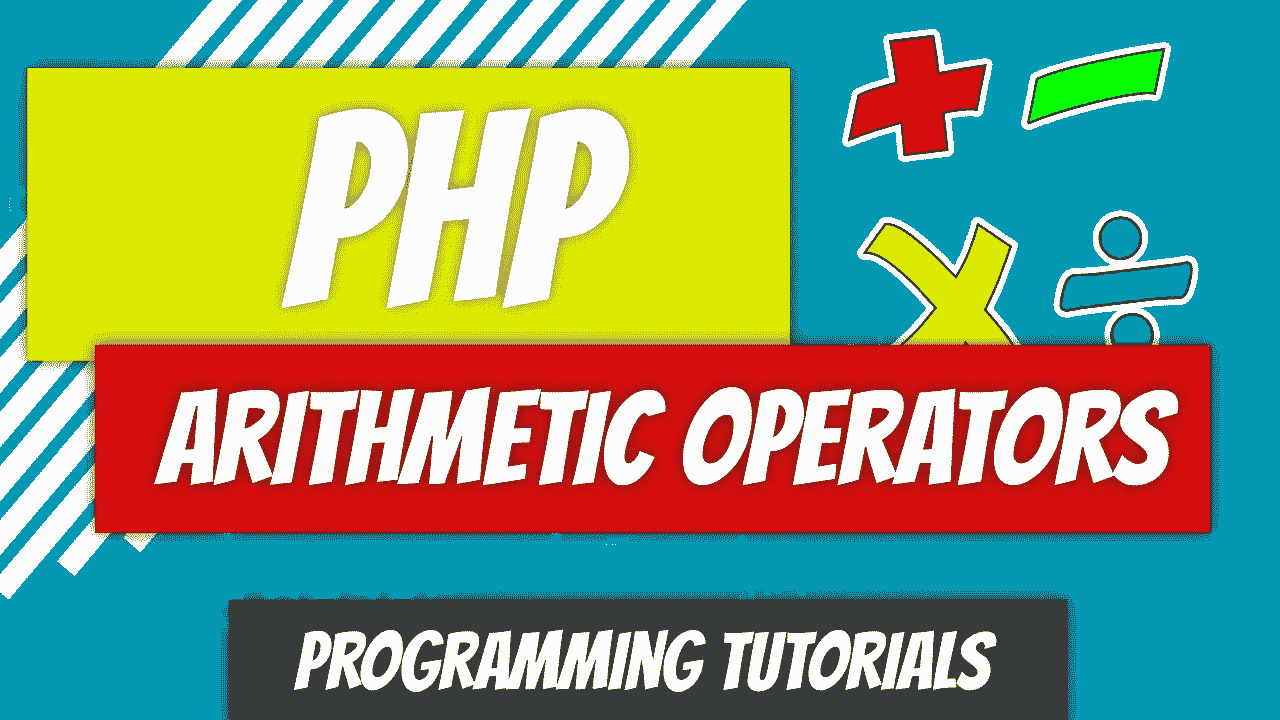 PHP
ARITHMETIC OPERATORS
PROGRAMMING TUTORIALS